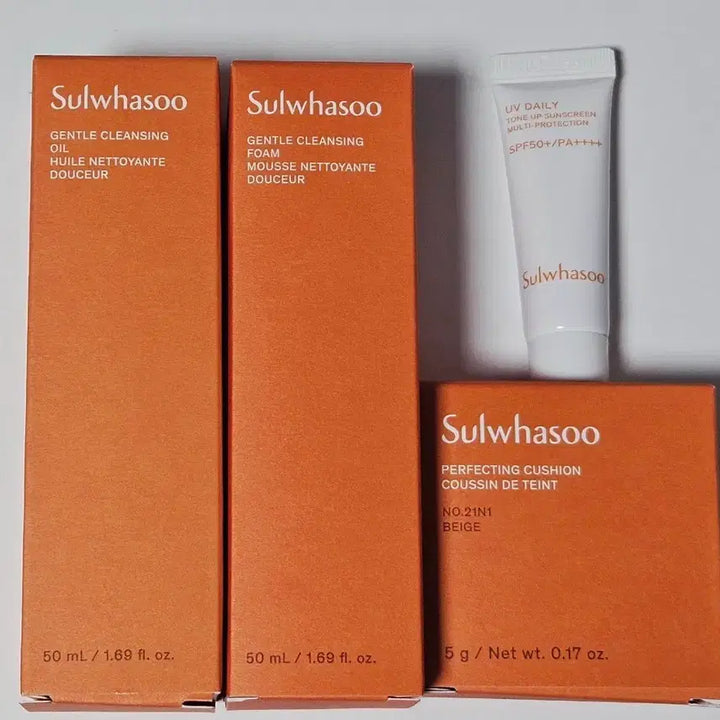 Sulwhasoo
GENTLE CLEANSING
OIL
HUILE NETTOYANTE
DOUCEUR
50 mL / 1.69 fl. oz.
Sulwhasoo
GENTLE CLEANSING
FOAM
MOUSSE NETTOYANTE
DOUCEUR
50 mL / 1.69 fl. oz.
UV DAILY
TONE UP SUNSCREEN
MULTI-PROTECTION
SPF50+/PA++++
Sulwhasoo
Sulwhasoo
PERFECTING CUSHION
COUSSIN DE TEINT
NO.21N1
BEIGE
5 g / Net wt. 0.17 oz.